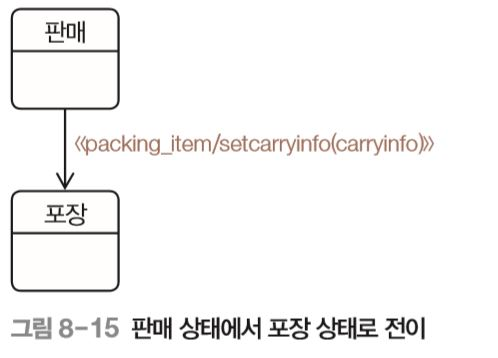 판매
《packing_item/setcarryinfo(carryinfo)》
포장
그림 8-15 판매 상태에서 포장 상태로 전이